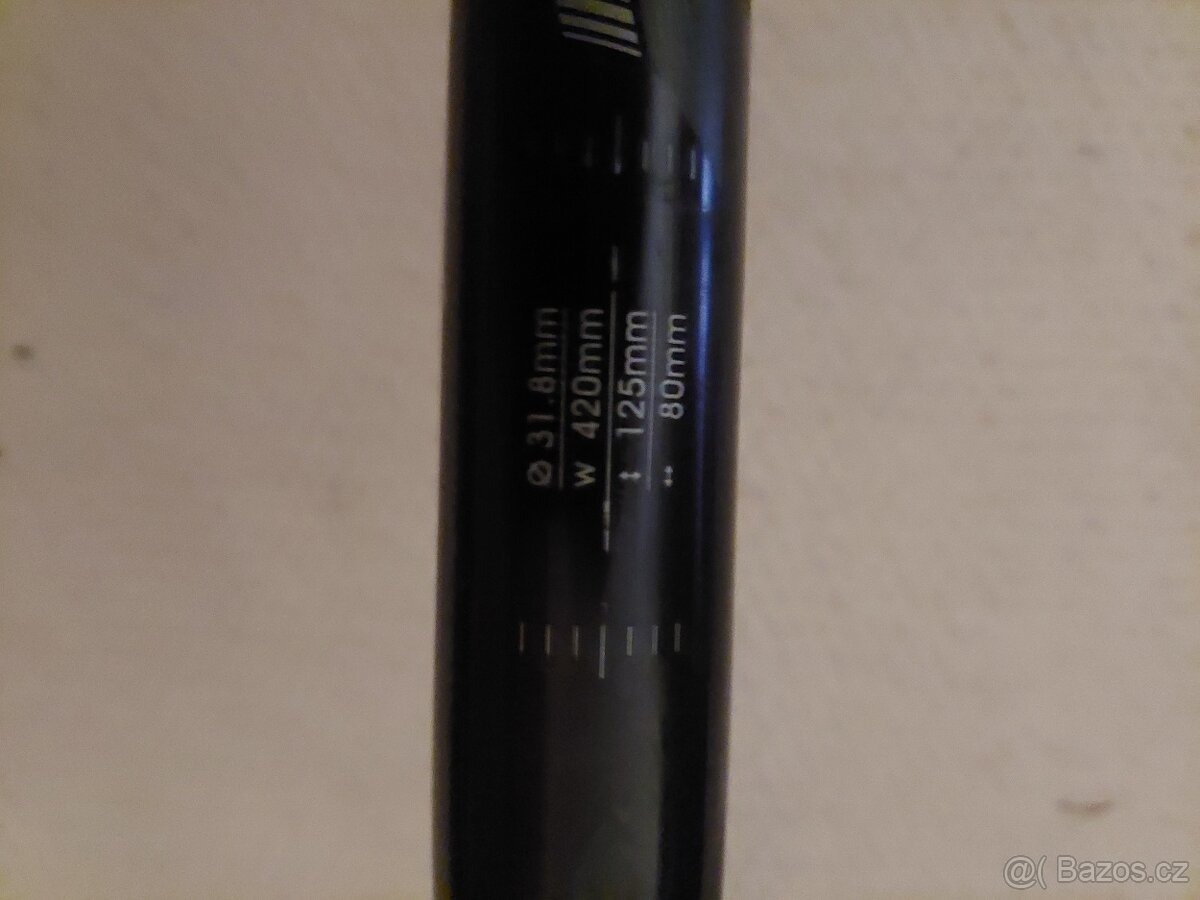 ⌀ 31.8mm
W 420mm
↕ 125mm
↔ 80mm
@( Bazos.cz